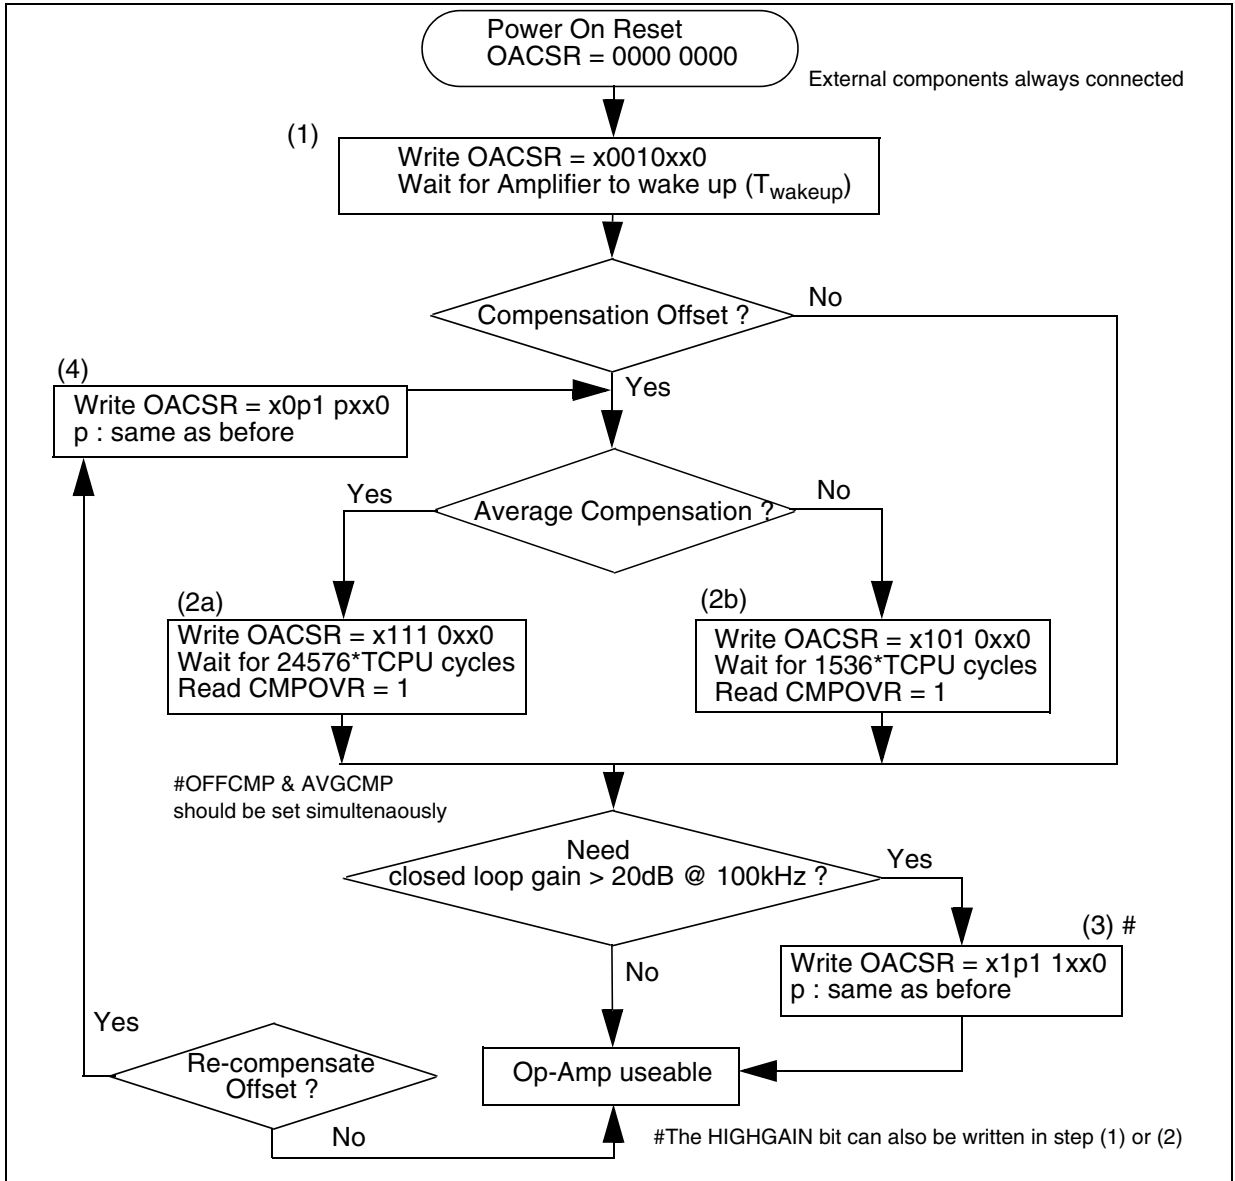 Power On Reset
OACSR = 0000 0000
External components always connected
(1)
Write OACSR = x0010xx0
Wait for Amplifier to wake up (Twakeup)
Compensation Offset ?
No
Yes
(4)
Write OACSR = x0p1 pxx0
p : same as before
Average Compensation ?
Yes
No
(2a)
Write OACSR = x111 0xx0
Wait for 24576*TCPU cycles
Read CMPOVR = 1
(2b)
Write OACSR = x101 0xx0
Wait for 1536*TCPU cycles
Read CMPOVR = 1
#OFFCMP & AVGCMP
should be set simultenaously
Need
closed loop gain > 20dB @ 100kHz ?
Yes
No
(3) #
Write OACSR = x1p1 1xx0
p : same as before
Yes
Re-compensate
Offset ?
No
Op-Amp useable
#The HIGHGAIN bit can also be written in step (1) or (2)